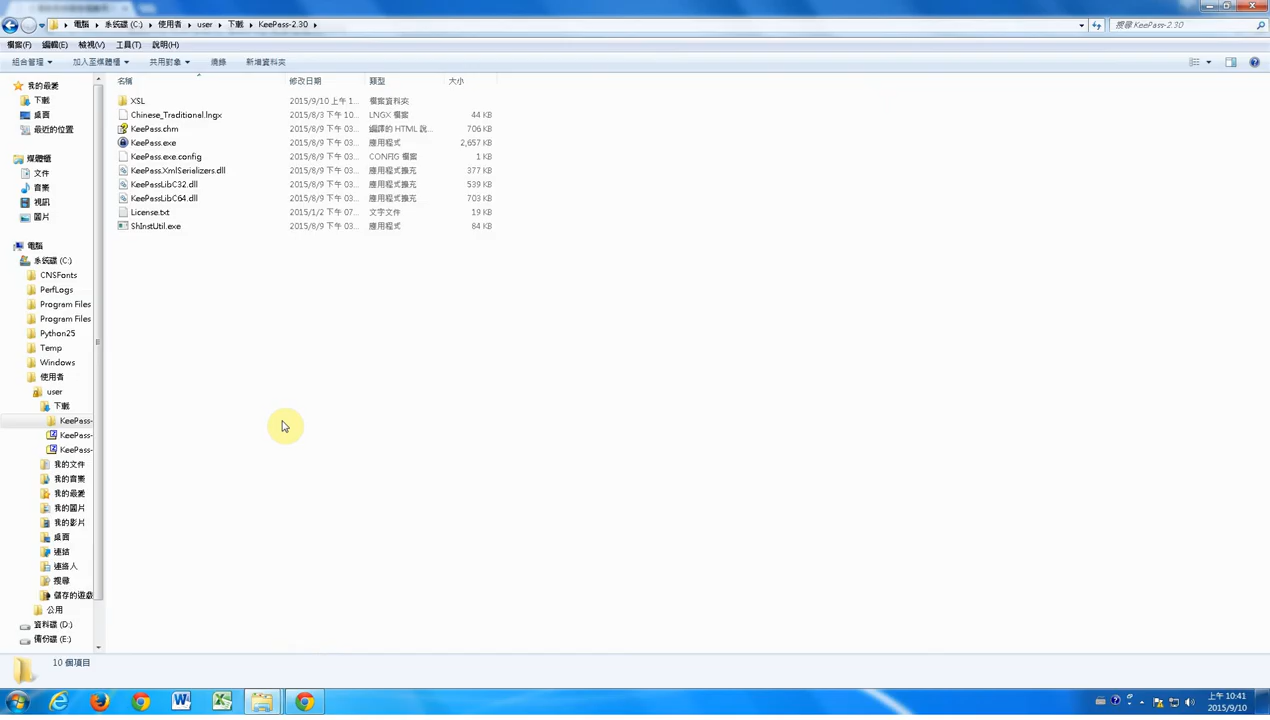 電腦 ▸ 系統碟 (C:) ▸ 使用者 ▸ user ▸ 下載 ▸ KeePass-2.30 ▸
搜尋 KeePass-2.30
檔案(F) 編輯(E) 檢視(V) 工具(T) 說明(H)
組合管理 加入至媒體櫃 共用對象 燒錄 新增資料夾
我的最愛
下載
桌面
最近的位置
媒體櫃
文件
音樂
視訊
圖片
電腦
系統碟 (C:)
CNSFonts
PerfLogs
Program Files
Program Files
Python25
Temp
Windows
使用者
user
下載
KeePass-
KeePass-
KeePass-
我的文件
我的音樂
我的最愛
我的圖片
我的影片
桌面
連結
連絡人
搜尋
儲存的遊戲
公用
資料碟 (D:)
備份碟 (E:)
名稱 修改日期 類型 大小
XSL 2015/9/10 上午 1... 檔案資料夾
Chinese_Traditional.lngx 2015/8/3 下午 10... LNGX 檔案 44 KB
KeePass.chm 2015/8/9 下午 03... 編譯的 HTML 說... 706 KB
KeePass.exe 2015/8/9 下午 03... 應用程式 2,657 KB
KeePass.exe.config 2015/8/9 下午 03... CONFIG 檔案 1 KB
KeePass.XmlSerializers.dll 2015/8/9 下午 03... 應用程式擴充 377 KB
KeePassLibC32.dll 2015/8/9 下午 03... 應用程式擴充 539 KB
KeePassLibC64.dll 2015/8/9 下午 03... 應用程式擴充 703 KB
License.txt 2015/1/2 下午 07... 文字文件 19 KB
ShInstUtil.exe 2015/8/9 下午 03... 應用程式 84 KB
10 個項目
上午 10:41
2015/9/10